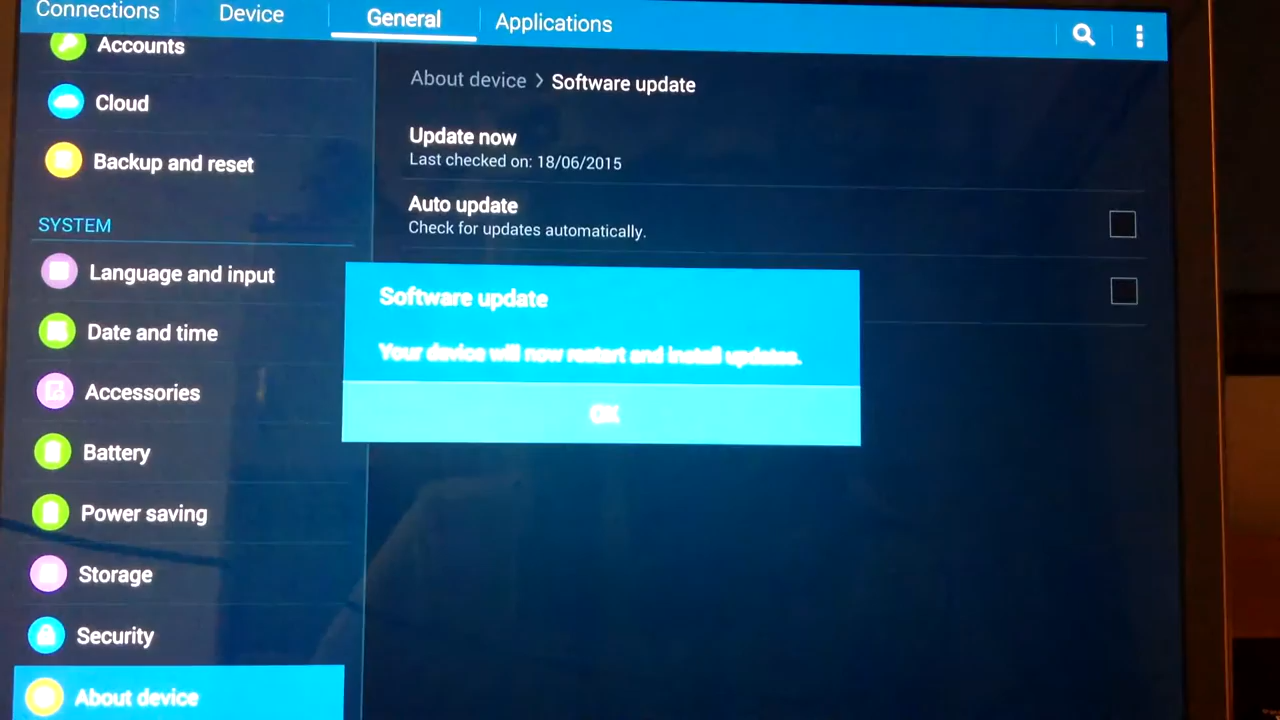 Connections
Device
General
Applications
Accounts
Cloud
Backup and reset
SYSTEM
Language and input
Date and time
Accessories
Battery
Power saving
Storage
Security
About device
About device > Software update
Update now
Last checked on: 18/06/2015
Auto update
Check for updates automatically.
Software update
Your device will now restart and install updates.
OK